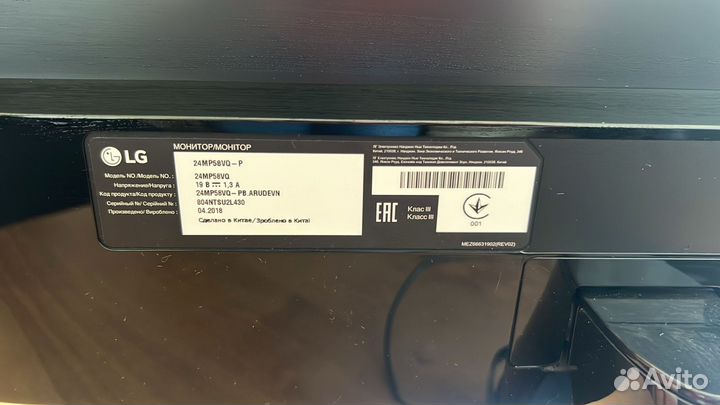 LG
МОНИТОР/МОНІТОР
24MP58VQ-P
Модель NO./Модель NO.: 24MP58VQ
Напряжение/Напруга: 19 В ⎓ 1,3 А
Код продукта/Код продукту: 24MP58VQ-PB.ARUDEVN
Серийный №/Серійний №: 804NTSU2L430
Произведено/Вироблено: 04.2018
Сделано в Китае/Зроблено в Китаї
EAC
Клас III
Класс III
001
MEZ66631902(REV02)
Avito